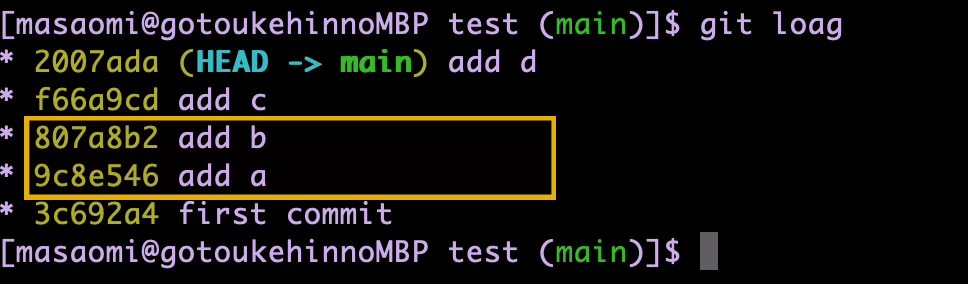 [masaomi@gotoukehinnoMBP test (main)]$ git loag
* 2007ada (HEAD -> main) add d
* f66a9cd add c
* 807a8b2 add b
* 9c8e546 add a
* 3c692a4 first commit
[masaomi@gotoukehinnoMBP test (main)]$